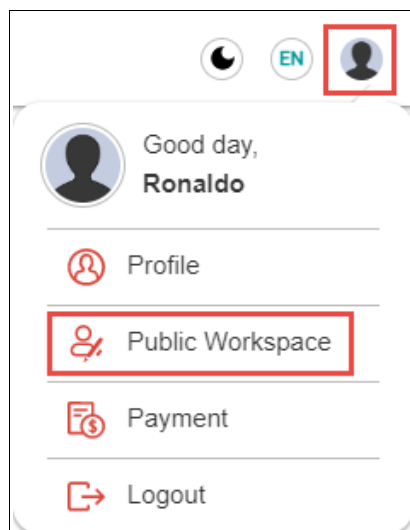 EN
Good day,
Ronaldo
Profile
Public Workspace
Payment
$
Logout